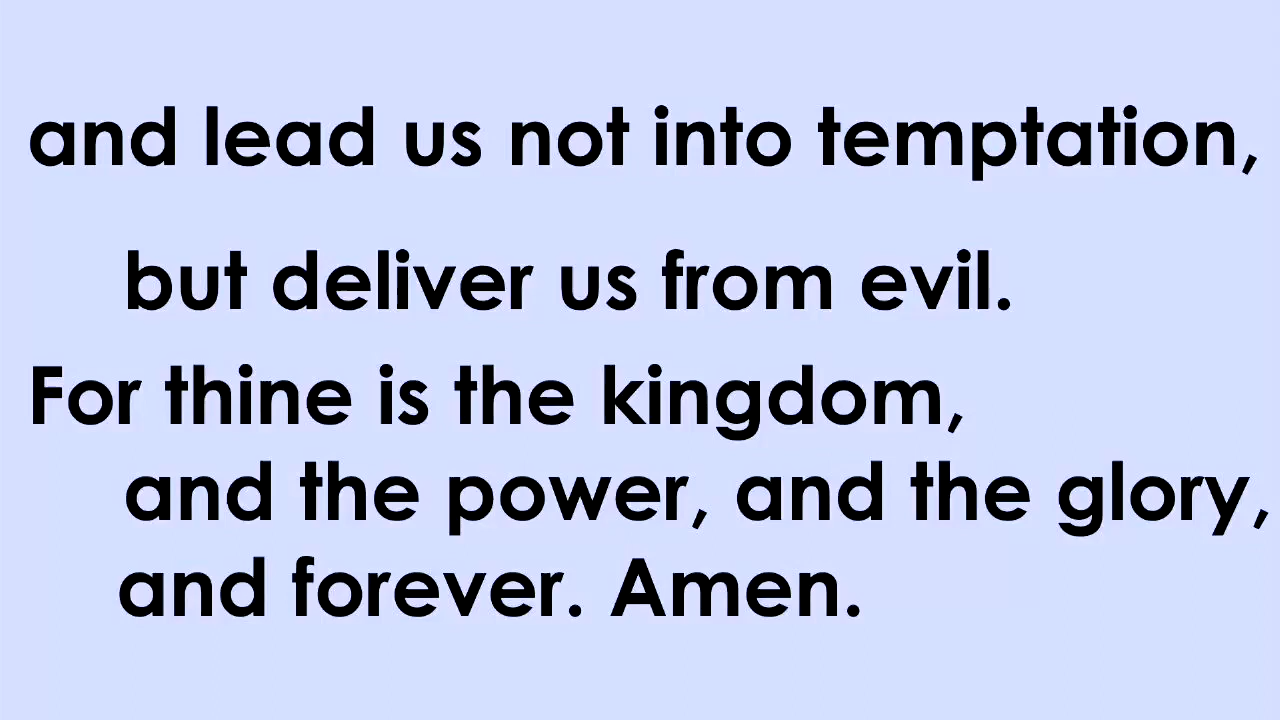 and lead us not into temptation,
but deliver us from evil.
For thine is the kingdom,
and the power, and the glory,
and forever. Amen.